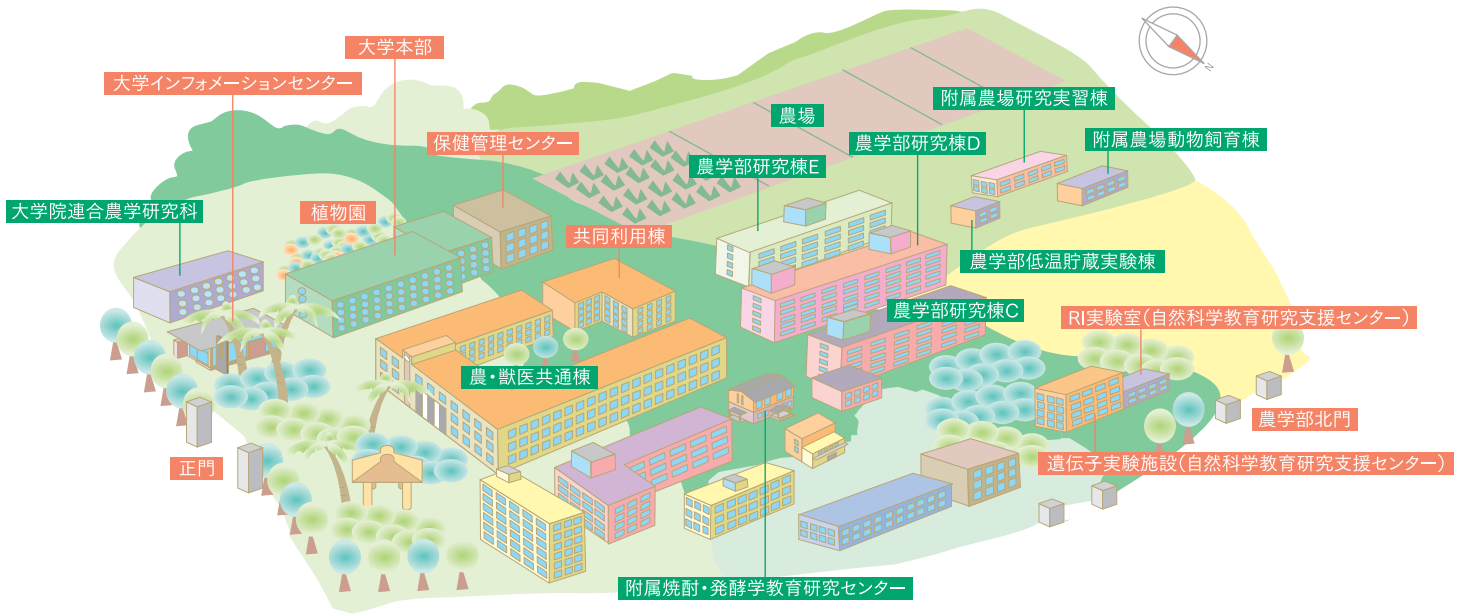 大学本部
大学インフォメーションセンター
保健管理センター
農場
附属農場研究実習棟
農学部研究棟E
農学部研究棟D
附属農場動物飼育棟
大学院連合農学研究科
植物園
共同利用棟
農学部低温貯蔵実験棟
農学部研究棟C
RI実験室(自然科学教育研究支援センター)
農・獣医共通棟
農学部北門
正門
遺伝子実験施設(自然科学教育研究支援センター)
附属焼酎・発酵学教育研究センター
N